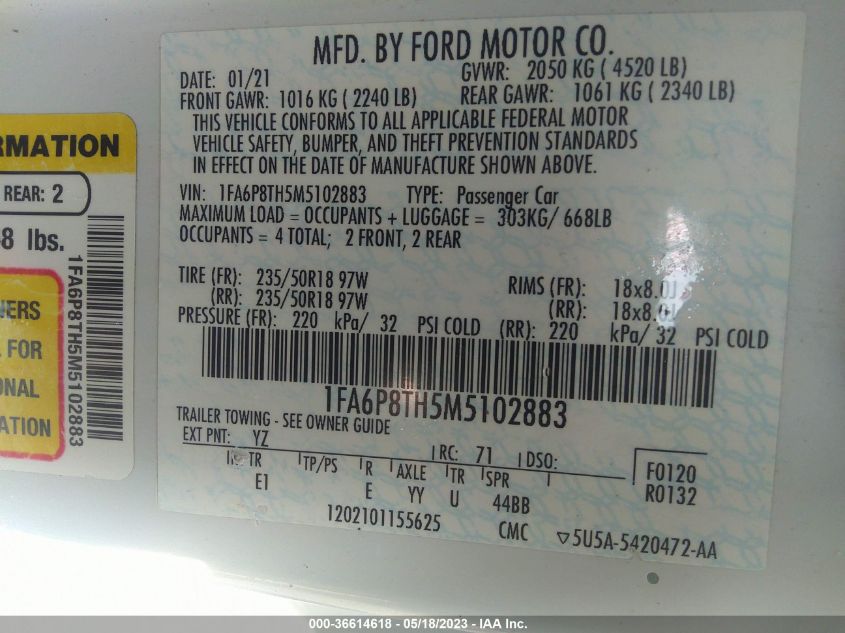 MFD. BY FORD MOTOR CO.
DATE: 01/21
GVWR: 2050 KG ( 4520 LB)
FRONT GAWR: 1016 KG ( 2240 LB)
REAR GAWR: 1061 KG ( 2340 LB)
THIS VEHICLE CONFORMS TO ALL APPLICABLE FEDERAL MOTOR
VEHICLE SAFETY, BUMPER, AND THEFT PREVENTION STANDARDS
IN EFFECT ON THE DATE OF MANUFACTURE SHOWN ABOVE.
VIN: 1FA6P8TH5M5102883 TYPE: Passenger Car
MAXIMUM LOAD = OCCUPANTS + LUGGAGE = 303KG/ 668LB
OCCUPANTS = 4 TOTAL; 2 FRONT, 2 REAR
TIRE (FR): 235/50R18 97W RIMS (FR): 18x8.0J
(RR): 235/50R18 97W (RR): 18x8.0J
PRESSURE (FR): 220 kPa/ 32 PSI COLD (RR): 220 kPa/ 32 PSI COLD
1FA6P8TH5M5102883
TRAILER TOWING - SEE OWNER GUIDE
EXT PNT: YZ RC: 71 DSO:
TR TP/PS R AXLE TR SPR
E1 E YY U 44BB
F0120
R0132
1202101155625 CMC ▽5U5A-5420472-AA
RMATION
REAR: 2
8 lbs.
1FA6P8TH5M5102883
NERS
L FOR
ONAL
ATION
000-36614618 - 05/18/2023 - IAA Inc.